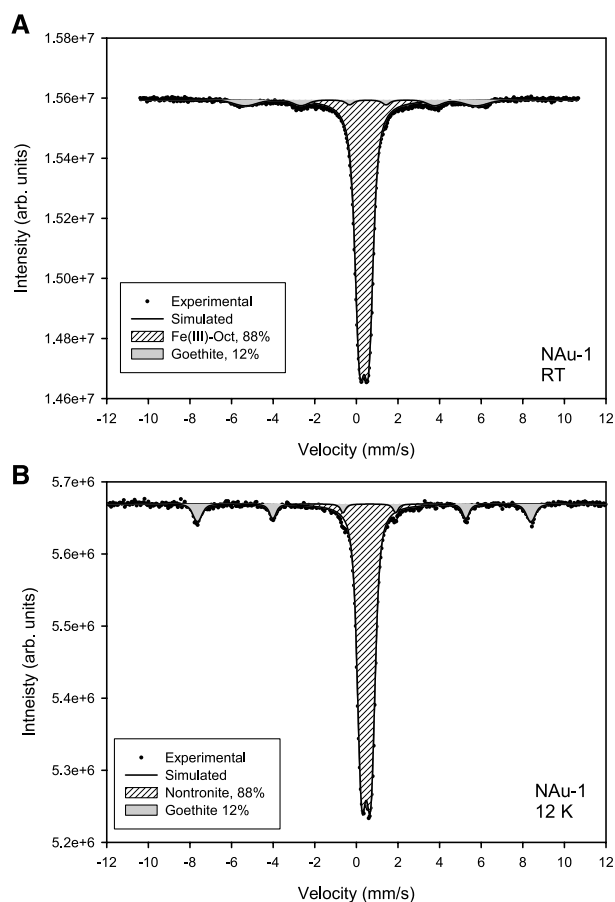 A
1.58e+7
1.56e+7
1.54e+7
1.52e+7
1.50e+7
1.48e+7
1.46e+7
Intensity (arb. units)
Experimental
Simulated
Fe(III)-Oct, 88%
Goethite, 12%
NAu-1
RT
-12 -10 -8 -6 -4 -2 0 2 4 6 8 10 12
Velocity (mm/s)
B
5.7e+6
5.6e+6
5.5e+6
5.4e+6
5.3e+6
5.2e+6
Intneisty (arb. units)
Experimental
Simulated
Nontronite, 88%
Goethite 12%
NAu-1
12 K
-12 -10 -8 -6 -4 -2 0 2 4 6 8 10 12
Velocity (mm/s)